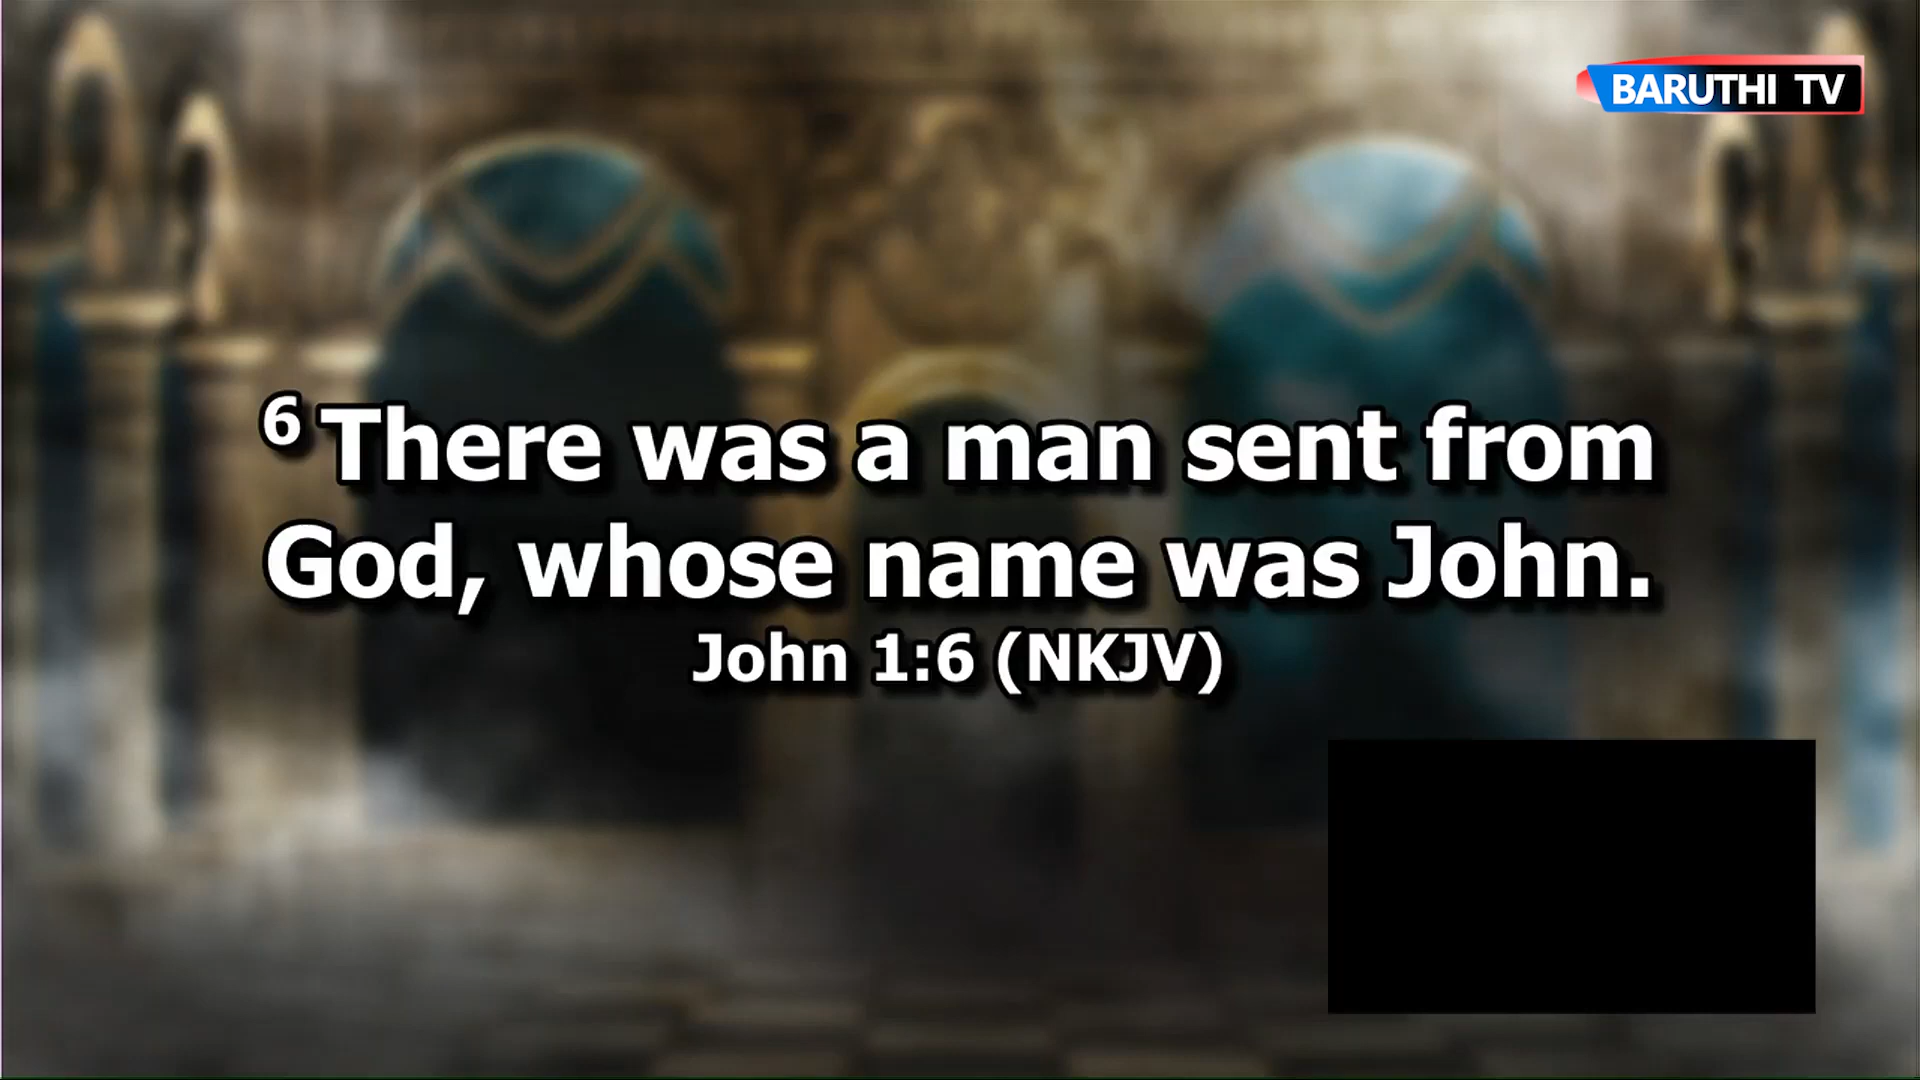 BARUTHI TV
6 There was a man sent from
God, whose name was John.
John 1:6 (NKJV)